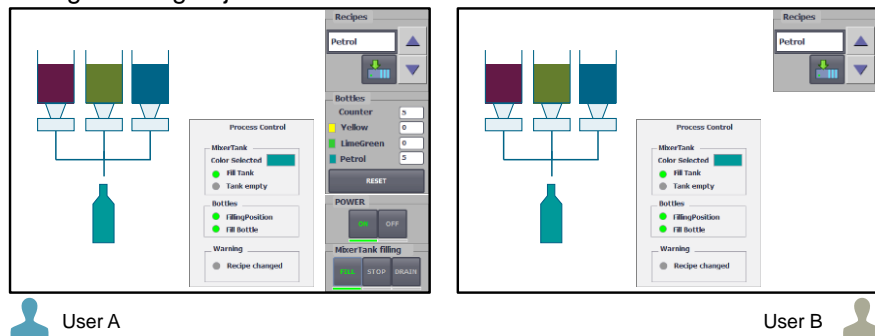 Recipes
Petrol
Bottles
Counter 5
Yellow 0
LimeGreen 0
Petrol 5
RESET
POWER
ON OFF
MixerTank filling
FILL STOP DRAIN
Process Control
MixerTank
Color Selected
Fill Tank
Tank empty
Bottles
FillingPosition
Fill Bottle
Warning
Recipe changed
User A
Recipes
Petrol
Process Control
MixerTank
Color Selected
Fill Tank
Tank empty
Bottles
FillingPosition
Fill Bottle
Warning
Recipe changed
User B